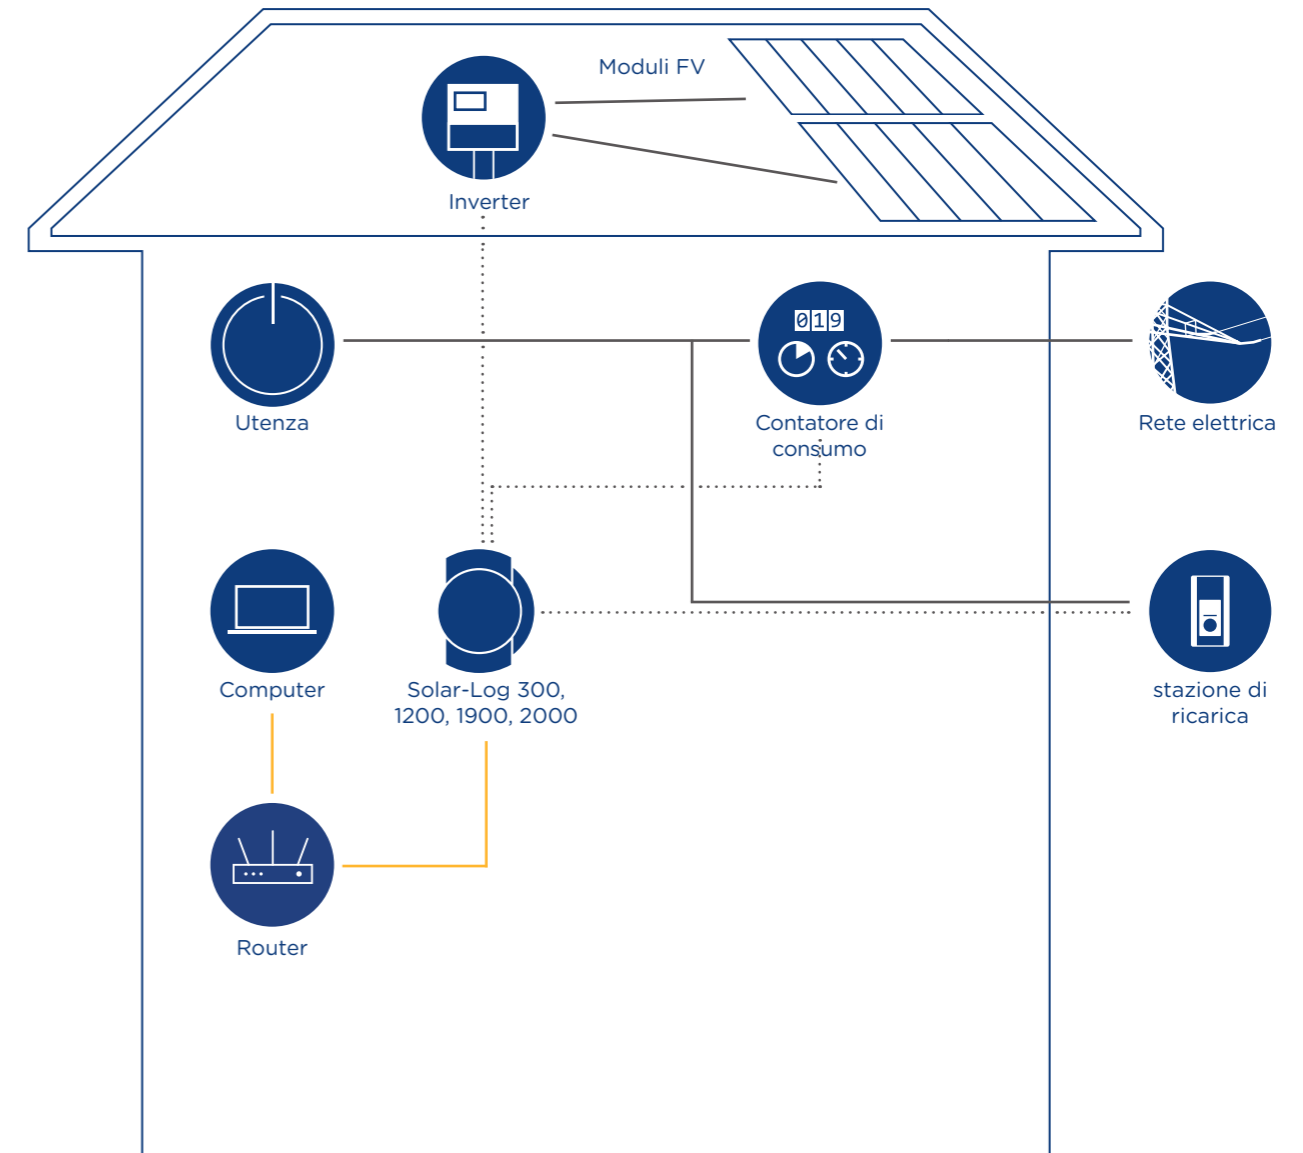 Moduli FV
Inverter
019
Utenza
Contatore di
consumo
Rete elettrica
Computer
Solar-Log 300,
1200, 1900, 2000
stazione di
ricarica
Router